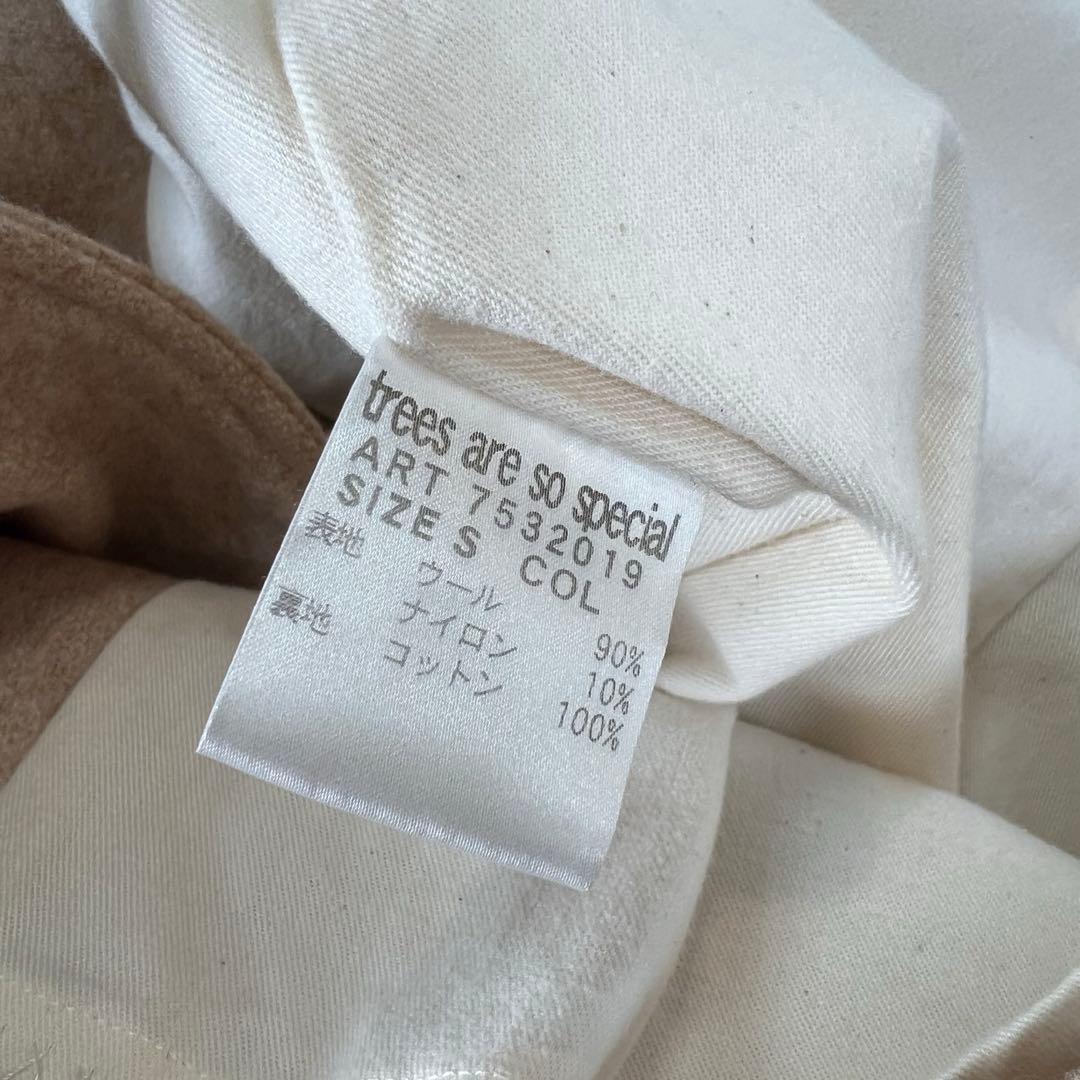 trees are so special
ART 7532019
SIZE S COL
表地 ウール 90%
ナイロン 10%
裏地 コットン 100%